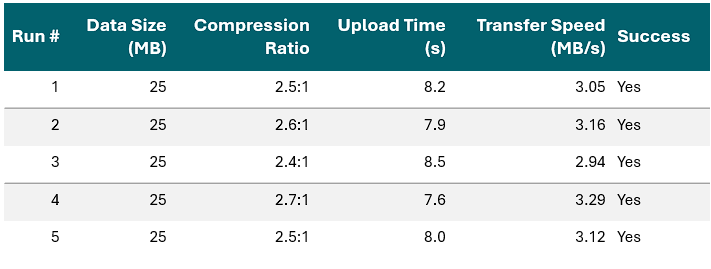 Run # Data Size (MB) Compression Ratio Upload Time (s) Transfer Speed (MB/s) Success
1 25 2.5:1 8.2 3.05 Yes
2 25 2.6:1 7.9 3.16 Yes
3 25 2.4:1 8.5 2.94 Yes
4 25 2.7:1 7.6 3.29 Yes
5 25 2.5:1 8.0 3.12 Yes